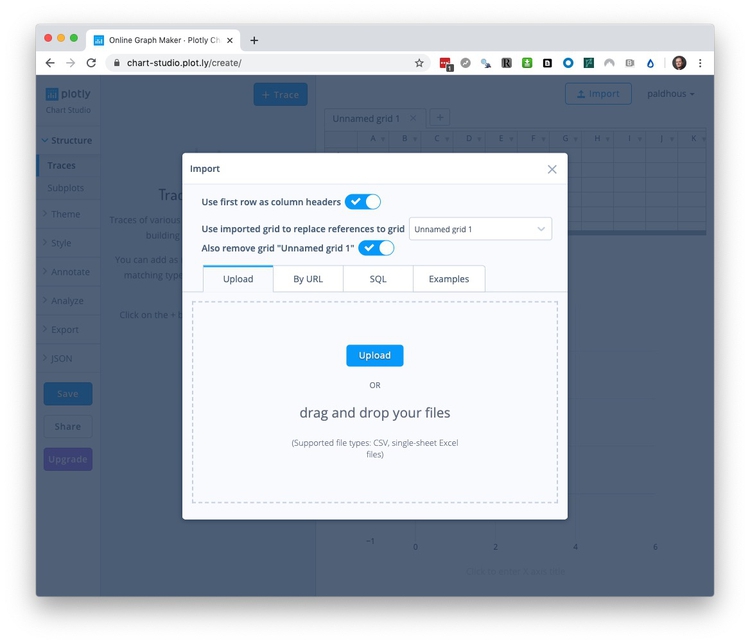 Online Graph Maker · Plotly Ch
chart-studio.plot.ly/create/
1
plotly
Chart Studio
+ Trace
Import
paldhous
Structure
Traces
Subplots
Theme
Style
Annotate
Analyze
Export
JSON
Save
Share
Upgrade
Trac
Traces of various
building
You can add as
matching type
Click on the + t
Unnamed grid 1
A B C D E F G H I J K
Import
Use first row as column headers
Use imported grid to replace references to grid Unnamed grid 1
Also remove grid "Unnamed grid 1"
Upload By URL SQL Examples
Upload
OR
drag and drop your files
(Supported file types: CSV, single-sheet Excel
files)
−1
0 2 4 6